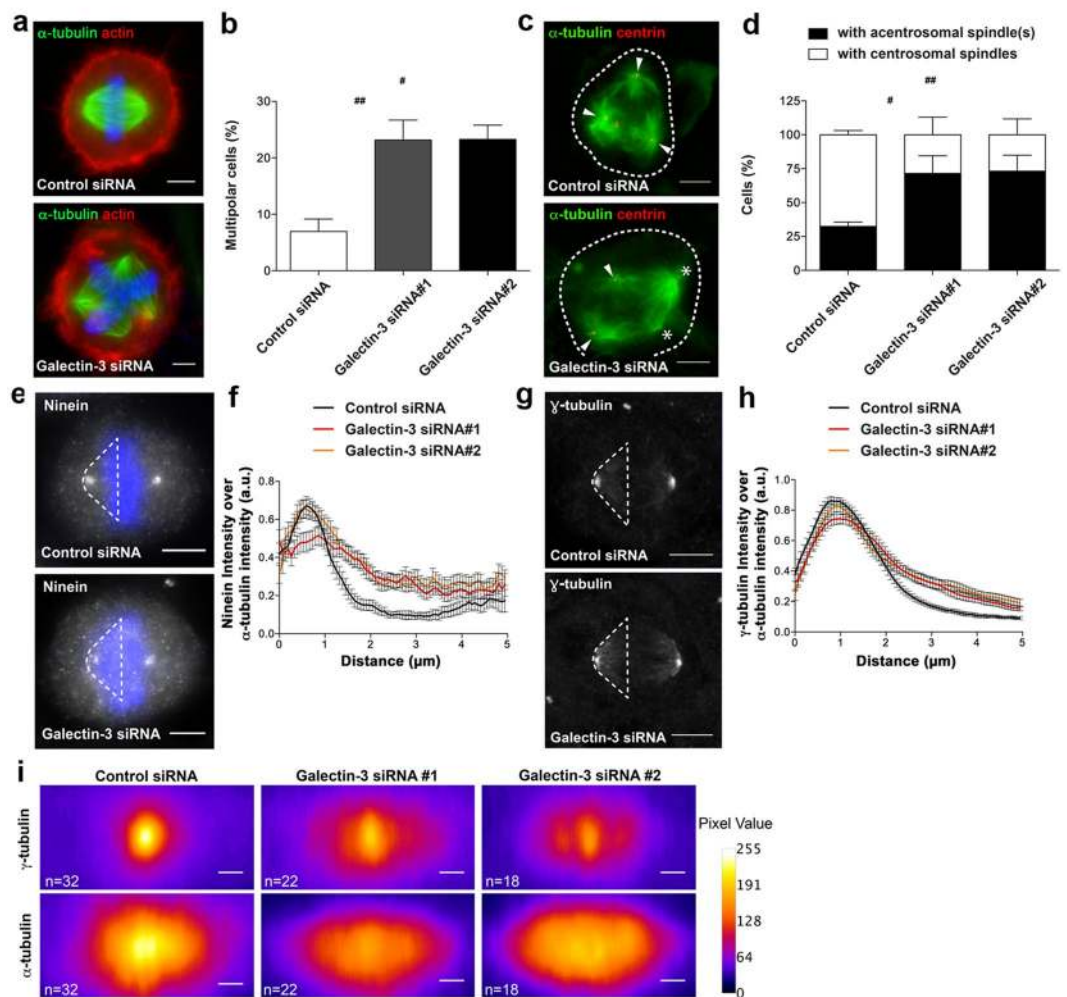 a
α-tubulin actin
Control siRNA
α-tubulin actin
Galectin-3 siRNA
b
Multipolar cells (%)
30
20
10
0
##
#
Control siRNA
Galectin-3 siRNA#1
Galectin-3 siRNA#2
c
α-tubulin centrin
Control siRNA
α-tubulin centrin
* *
Galectin-3 siRNA
d
with acentrosomal spindle(s)
with centrosomal spindles
##
#
Cells (%)
125
100
75
50
25
0
Control siRNA
Galectin-3 siRNA#1
Galectin-3 siRNA#2
e
Ninein
Control siRNA
Ninein
Galectin-3 siRNA
f
Control siRNA
Galectin-3 siRNA#1
Galectin-3 siRNA#2
Ninein Intensity over
α-tubulin intensity (a.u.)
0.8
0.6
0.4
0.2
0.0
0 1 2 3 4 5
Distance (µm)
g
ɣ-tubulin
Control siRNA
ɣ-tubulin
Galectin-3 siRNA
h
Control siRNA
Galectin-3 siRNA#1
Galectin-3 siRNA#2
γ-tubulin Intensity over
α-tubulin intensity (a.u.)
1.0
0.8
0.6
0.4
0.2
0.0
0 1 2 3 4 5
Distance (µm)
i
Control siRNA Galectin-3 siRNA #1 Galectin-3 siRNA #2
γ-tubulin
n=32 n=22 n=18
α-tubulin
n=32 n=22 n=18
Pixel Value
255
191
128
64
0